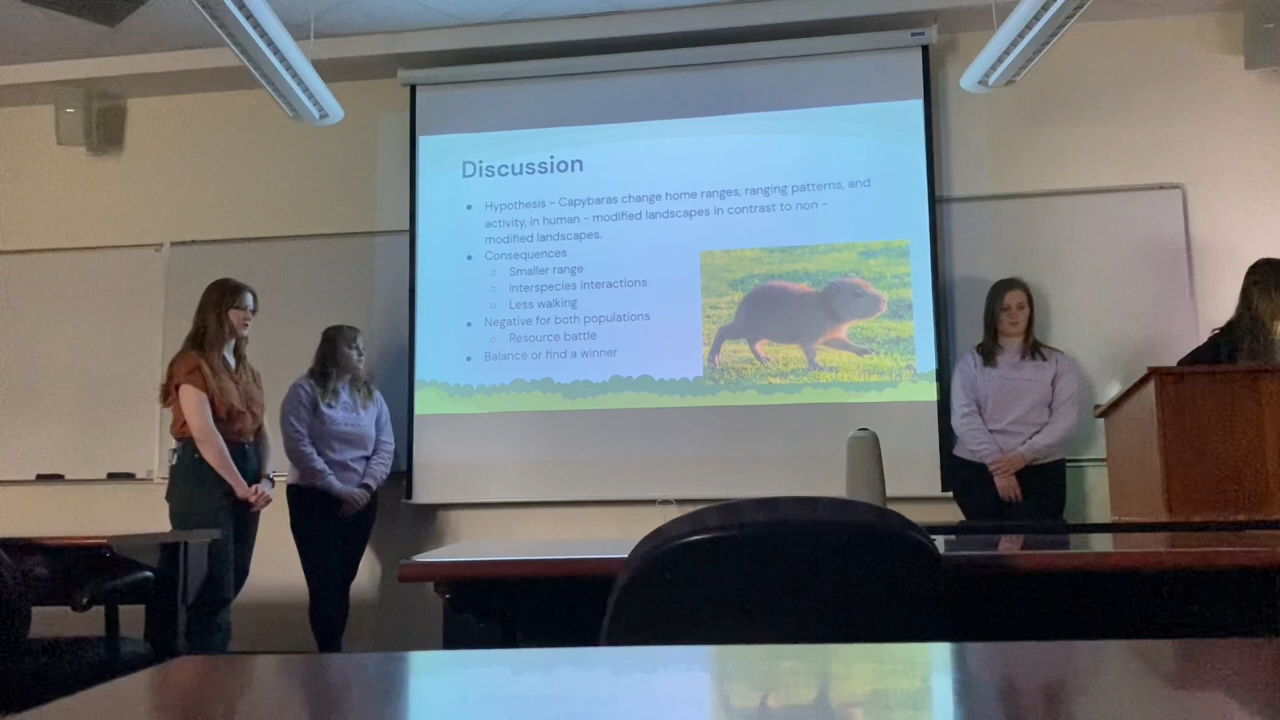 Discussion
● Hypothesis - Capybaras change home ranges, ranging patterns, and
activity, in human - modified landscapes in contrast to non -
modified landscapes.
● Consequences
○ Smaller range
○ Interspecies interactions
○ Less walking
● Negative for both populations
○ Resource battle
● Balance or find a winner